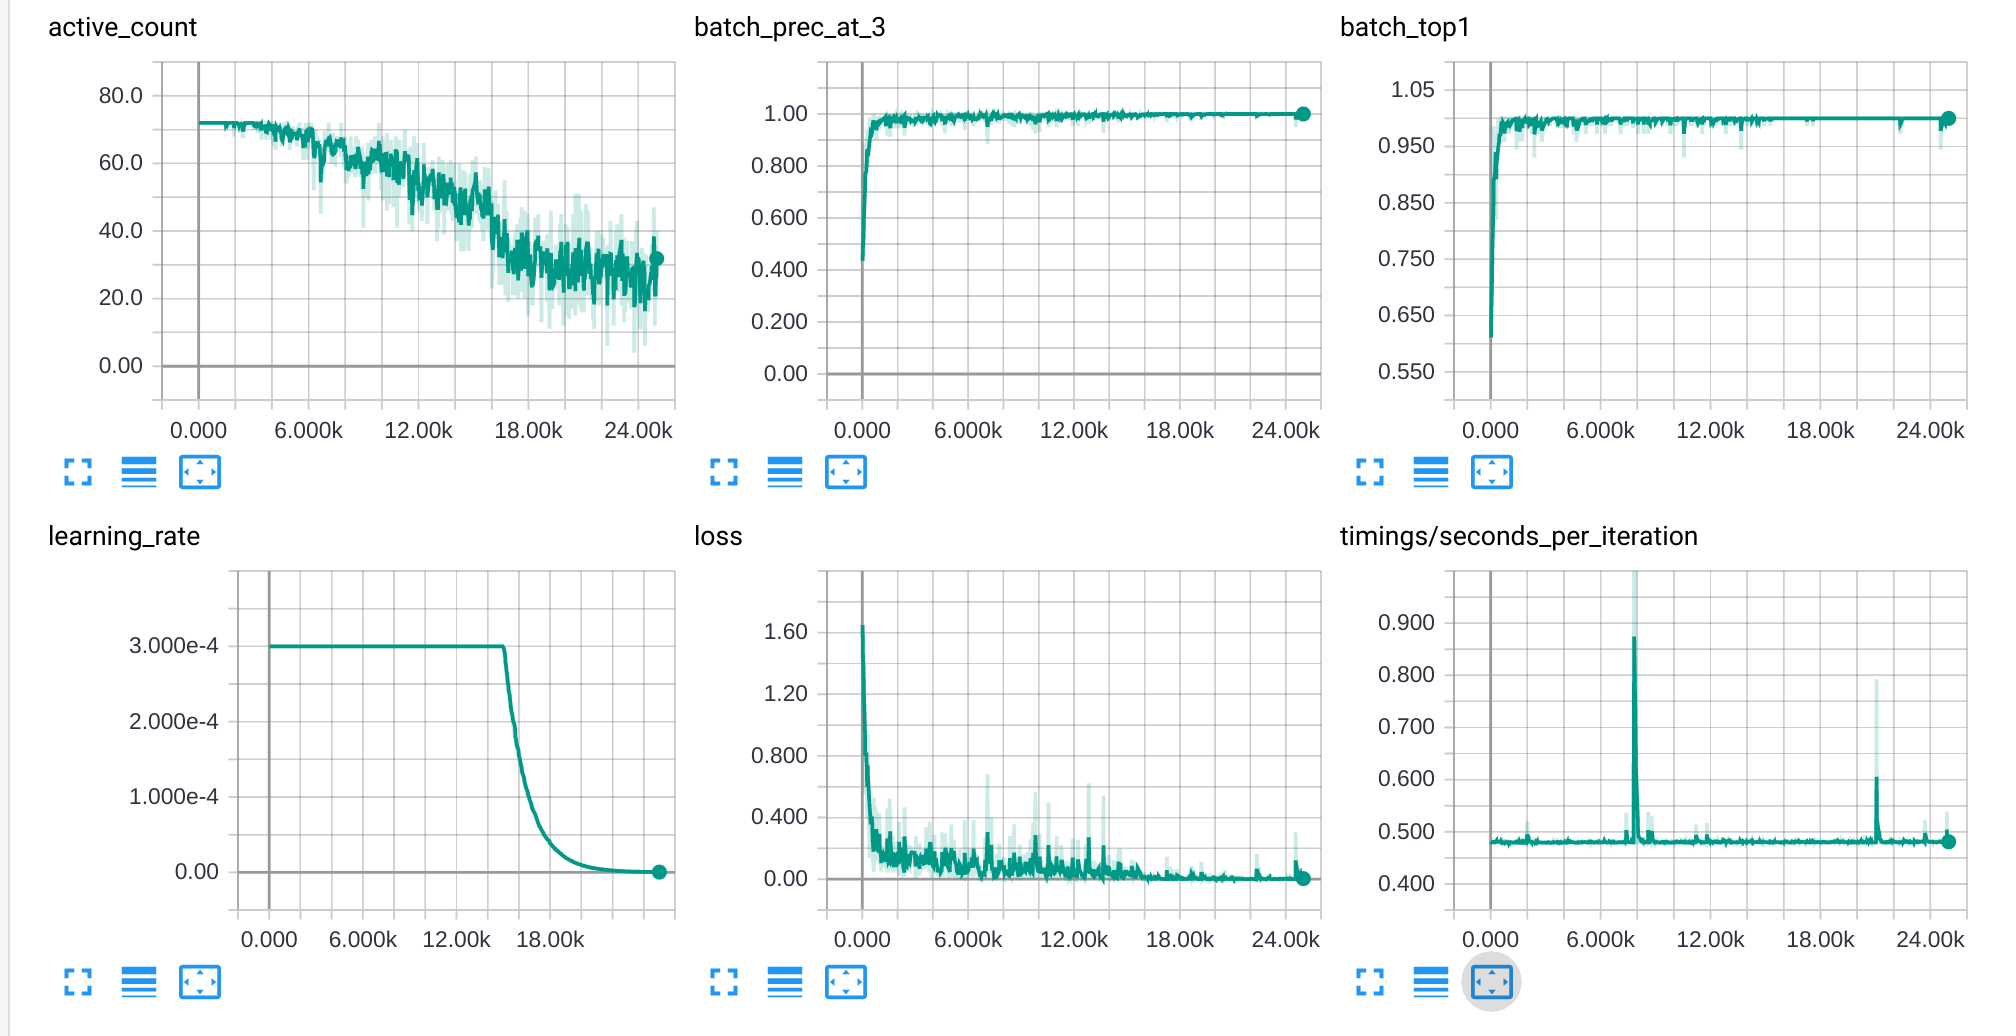 active_count
80.0
60.0
40.0
20.0
0.00
0.000 6.000k 12.00k 18.00k 24.00k
batch_prec_at_3
1.00
0.800
0.600
0.400
0.200
0.00
0.000 6.000k 12.00k 18.00k 24.00k
batch_top1
1.05
0.950
0.850
0.750
0.650
0.550
0.000 6.000k 12.00k 18.00k 24.00k
learning_rate
3.000e-4
2.000e-4
1.000e-4
0.00
0.000 6.000k 12.00k 18.00k
loss
1.60
1.20
0.800
0.400
0.00
0.000 6.000k 12.00k 18.00k 24.00k
timings/seconds_per_iteration
0.900
0.800
0.700
0.600
0.500
0.400
0.000 6.000k 12.00k 18.00k 24.00k